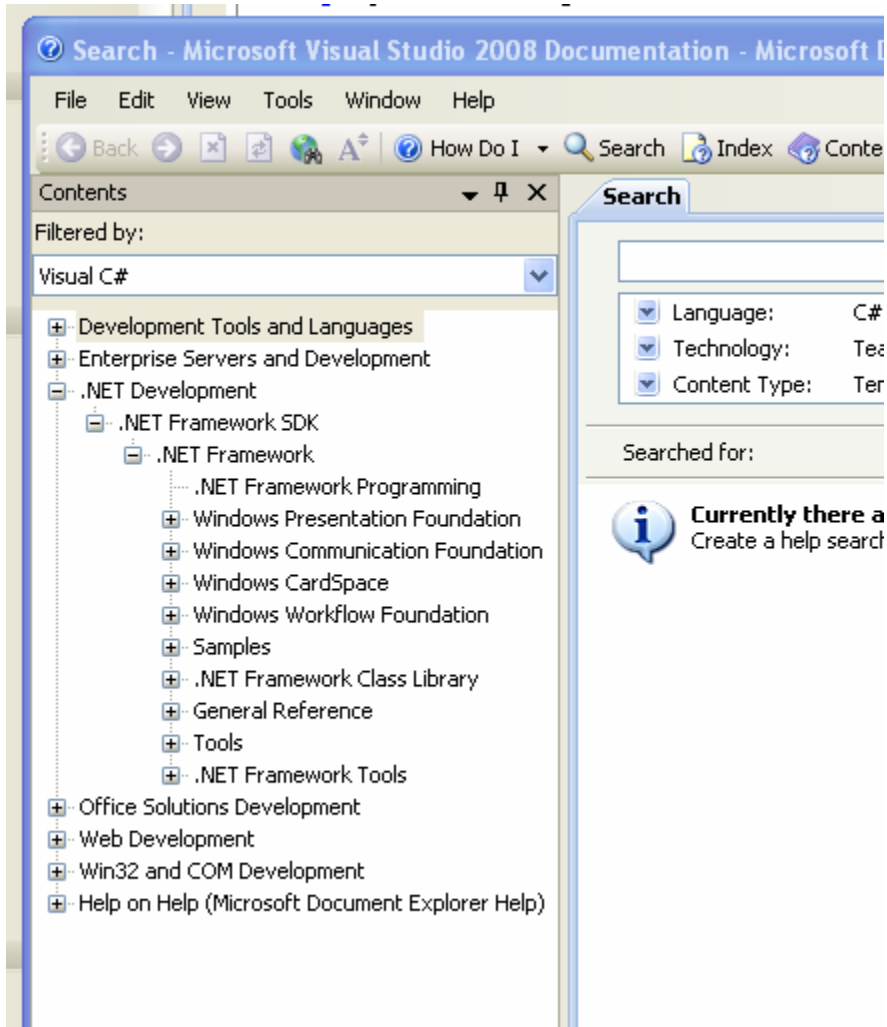 Search - Microsoft Visual Studio 2008 Documentation - Microsoft
File Edit View Tools Window Help
Back How Do I Search Index
Contents
Filtered by:
Visual C#
Development Tools and Languages
Enterprise Servers and Development
.NET Development
.NET Framework SDK
.NET Framework
.NET Framework Programming
Windows Presentation Foundation
Windows Communication Foundation
Windows CardSpace
Windows Workflow Foundation
Samples
.NET Framework Class Library
General Reference
Tools
.NET Framework Tools
Office Solutions Development
Web Development
Win32 and COM Development
Help on Help (Microsoft Document Explorer Help)
Search
Language: C#
Technology:
Content Type:
Searched for:
Currently there
Create a help